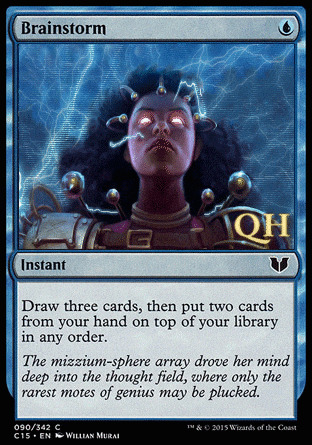 Brainstorm
QH
Instant
Draw three cards, then put two cards
from your hand on top of your library
in any order.
The mizzium-sphere array drove her mind
deep into the thought field, where only the
rarest motes of genius may be plucked.
090/342 C
C15 • EN Willian Murai
™ & © 2015 Wizards of the Coast